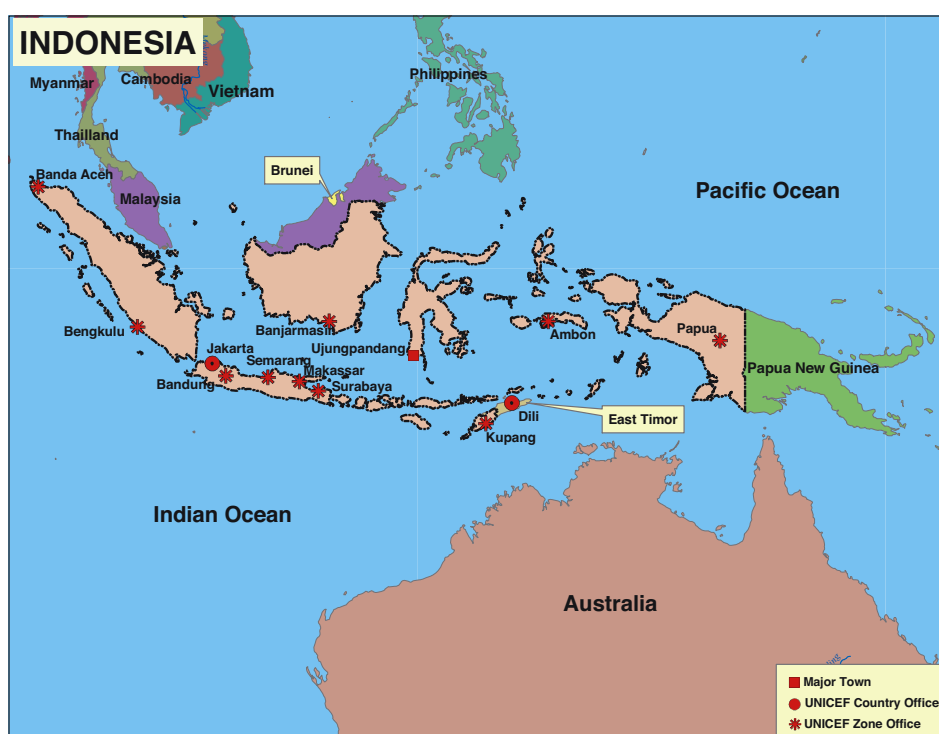 INDONESIA
Philippines
Myanmar
Cambodia
Vietnam
Thailland
Brunei
Banda Aceh
Malaysia
Pacific Ocean
Bengkulu
Banjarmasin
Ambon
Papua
Ujungpandang
Jakarta
Semarang
Makassar
Bandung
Surabaya
Papua New Guinea
Dili
East Timor
Kupang
Indian Ocean
Australia
Major Town
UNICEF Country Office
UNICEF Zone Office